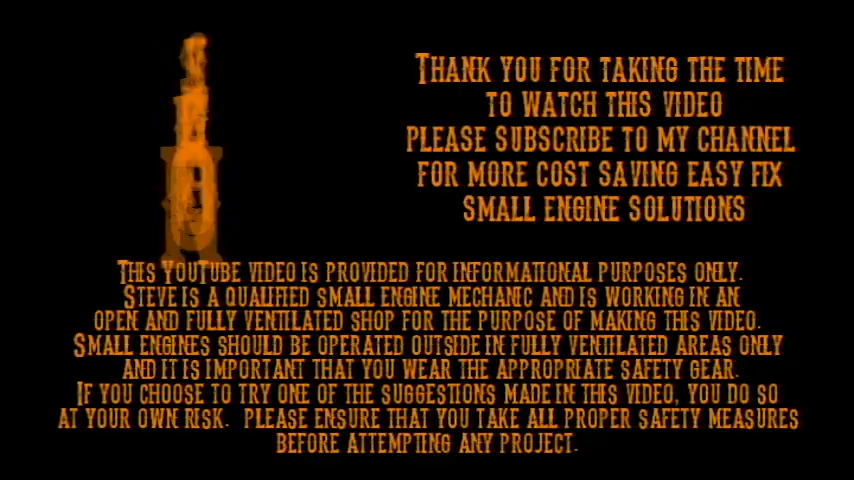 THANK YOU FOR TAKING THE TIME
TO WATCH THIS VIDEO
PLEASE SUBSCRIBE TO MY CHANNEL
FOR MORE COST SAVING EASY FIX
SMALL ENGINE SOLUTIONS
THIS YOUTUBE VIDEO IS PROVIDED FOR INFORMATIONAL PURPOSES ONLY.
STEVE IS A QUALIFIED SMALL ENGINE MECHANIC AND IS WORKING IN AN
OPEN AND FULLY VENTILATED SHOP FOR THE PURPOSE OF MAKING THIS VIDEO.
SMALL ENGINES SHOULD BE OPERATED OUTSIDE IN FULLY VENTILATED AREAS ONLY
AND IT IS IMPORTANT THAT YOU WEAR THE APPROPRIATE SAFETY GEAR.
IF YOU CHOOSE TO TRY ONE OF THE SUGGESTIONS MADE IN THIS VIDEO, YOU DO SO
AT YOUR OWN RISK. PLEASE ENSURE THAT YOU TAKE ALL PROPER SAFETY MEASURES
BEFORE ATTEMPTING ANY PROJECT.